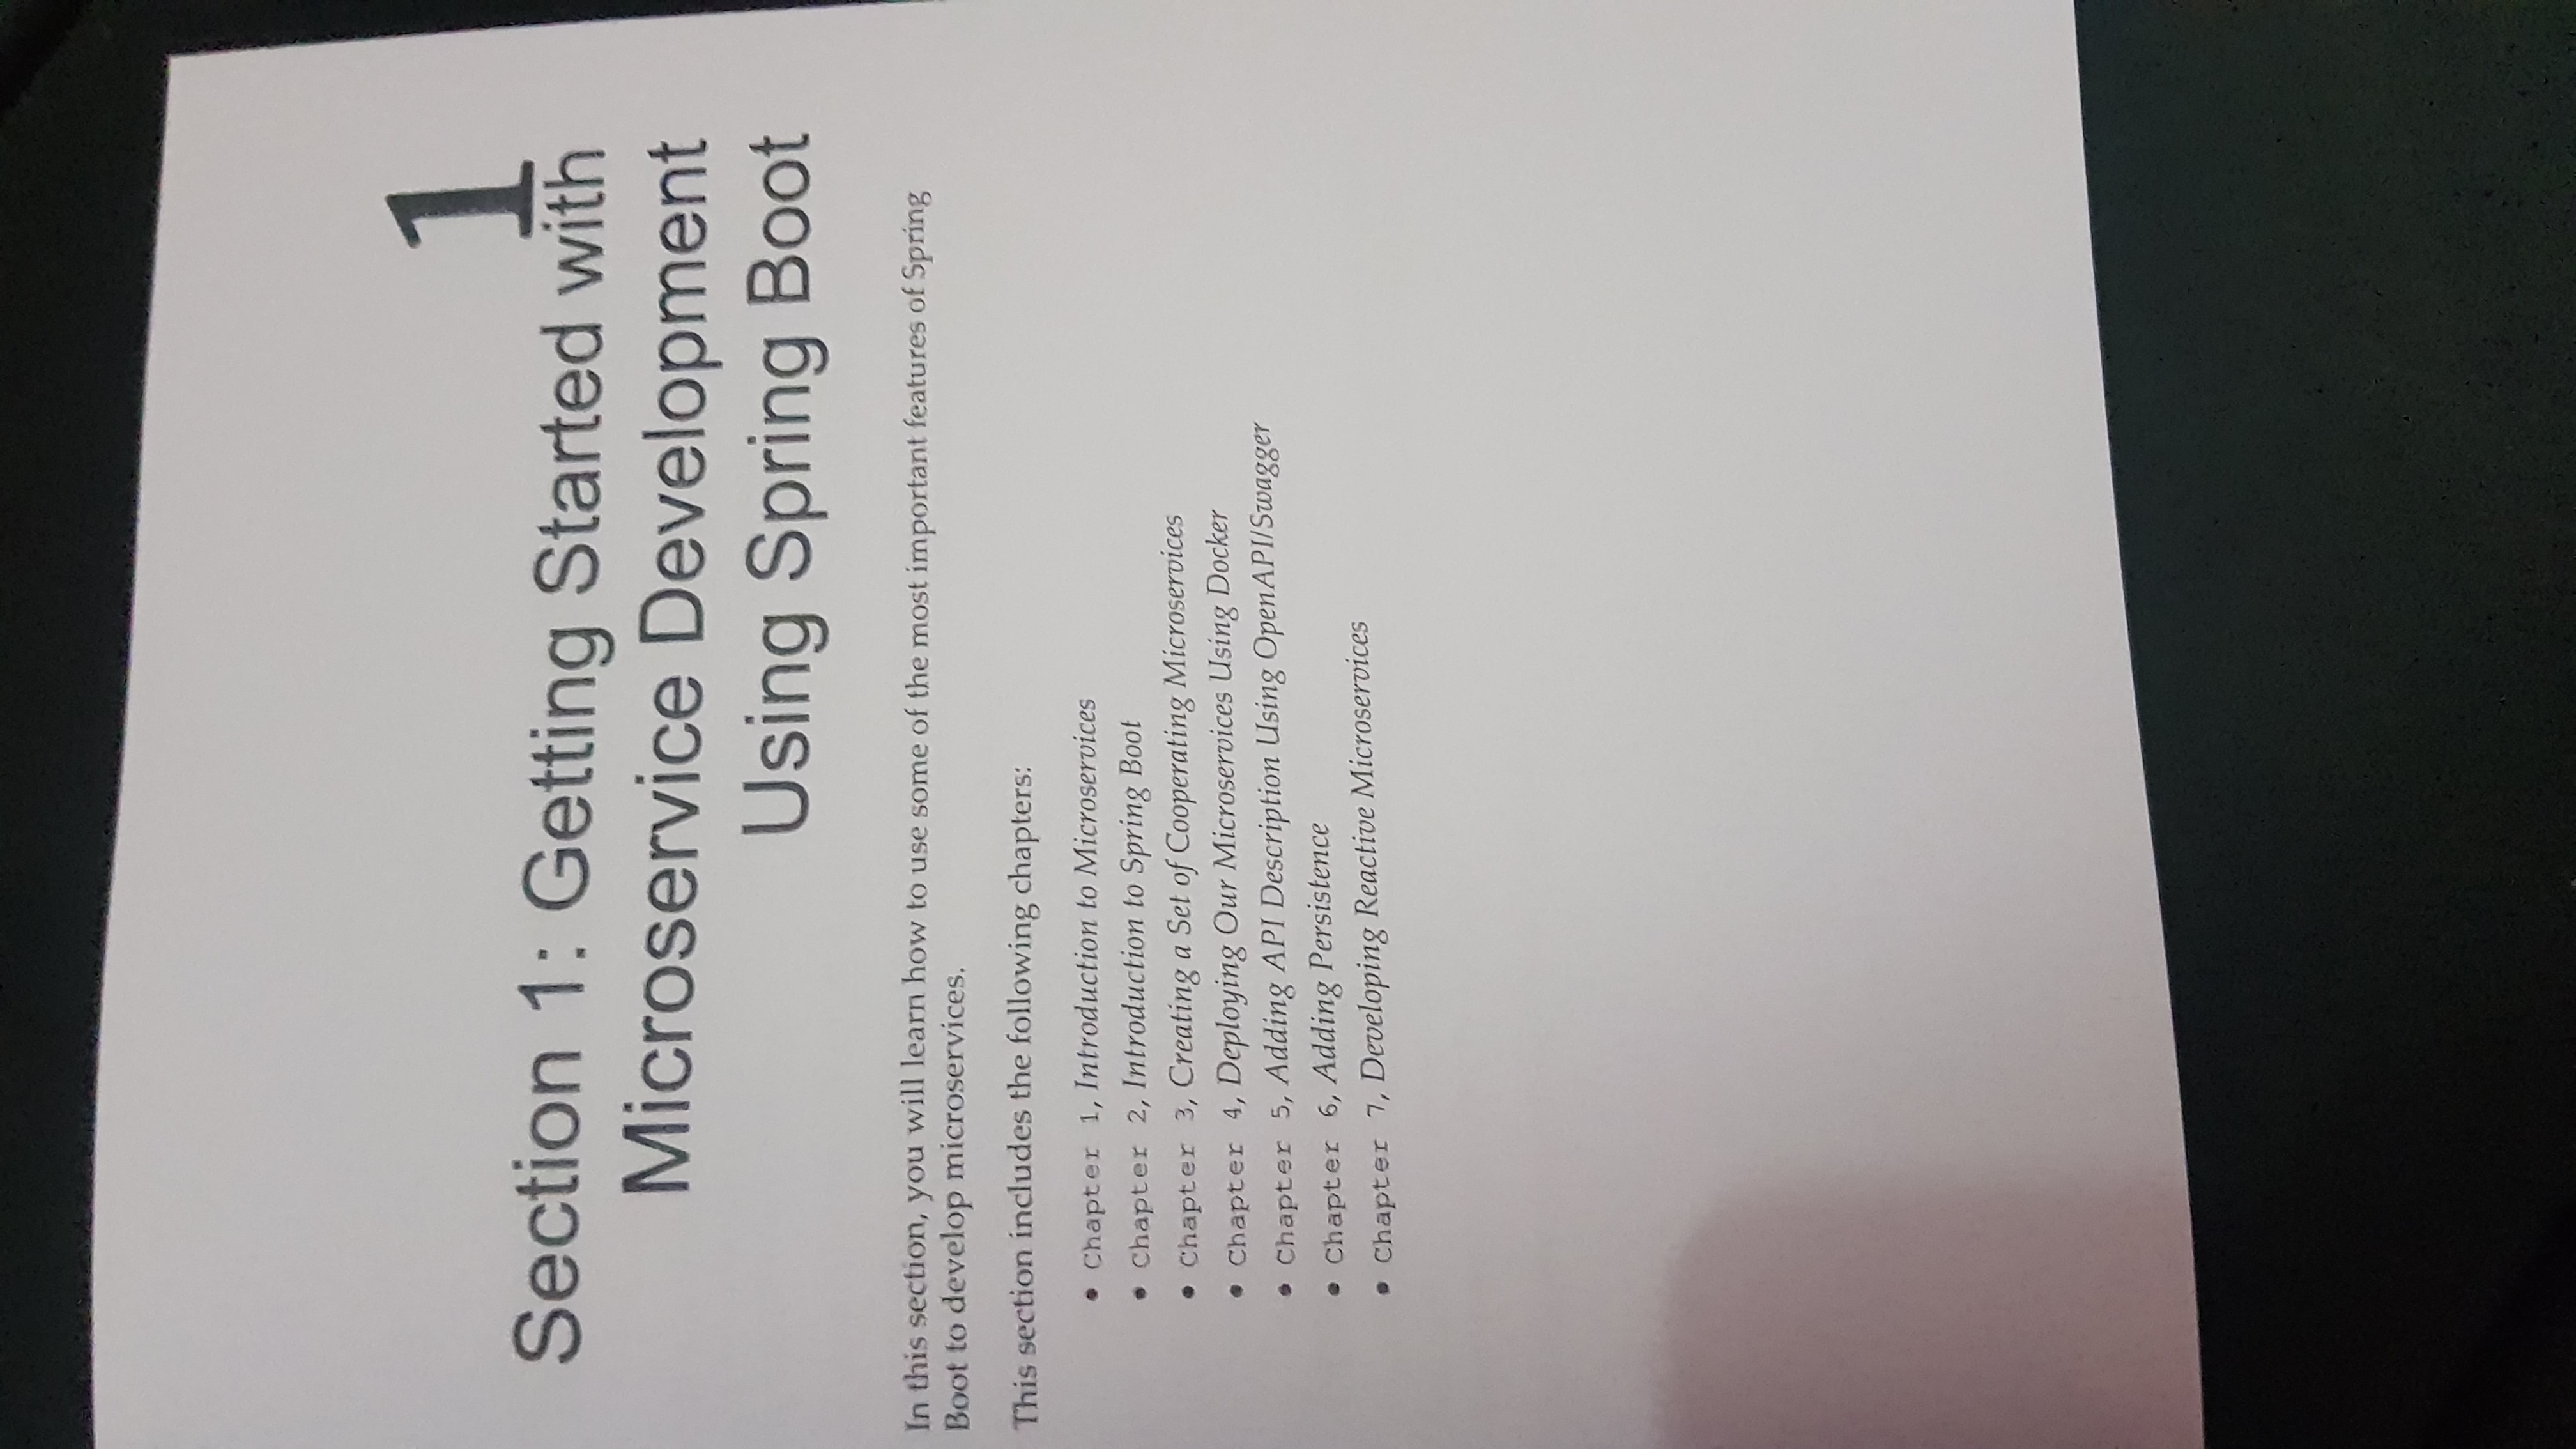 1
Section 1: Getting Started with
Microservice Development
Using Spring Boot
In this section, you will learn how to use some of the most important features of Spring
Boot to develop microservices.
This section includes the following chapters:
• Chapter 1, Introduction to Microservices
• Chapter 2, Introduction to Spring Boot
• Chapter 3, Creating a Set of Cooperating Microservices
• Chapter 4, Deploying Our Microservices Using Docker
• Chapter 5, Adding API Description Using OpenAPI/Swagger
• Chapter 6, Adding Persistence
• Chapter 7, Developing Reactive Microservices